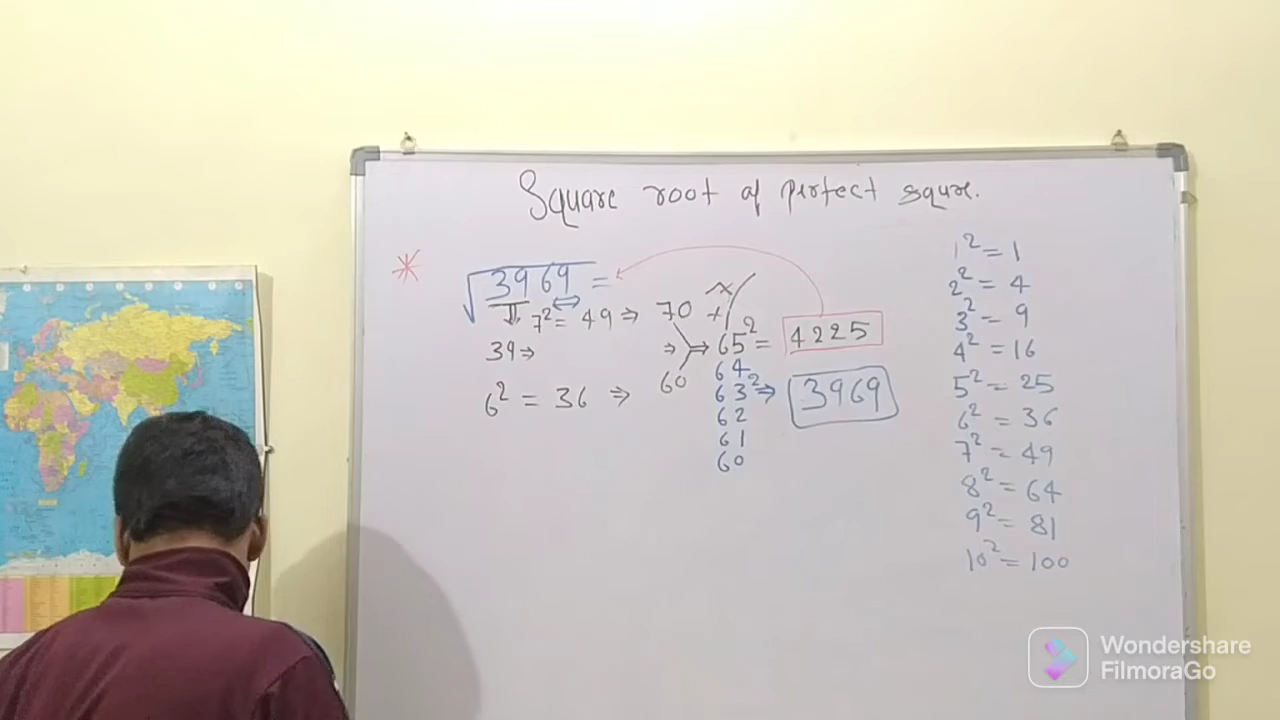 Square root of perfect squre.
*
√3969 =
7² = 49 ⇒ 70
39 ⇒
6² = 36 ⇒ 60
⇒ 65² = 4225
64
63² ⇒ 3969
62
61
60
1² = 1
2² = 4
3² = 9
4² = 16
5² = 25
6² = 36
7² = 49
8² = 64
9² = 81
10² = 100
Wondershare
FilmoraGo